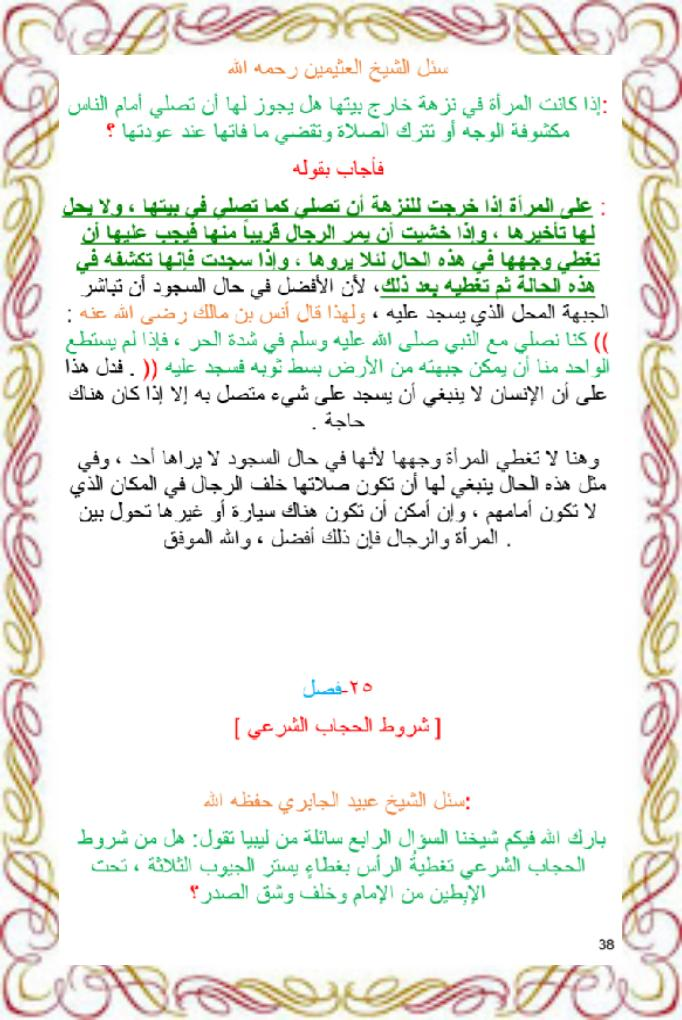 سئل الشيخ العثيمين رحمه الله
:إذا كانت المرأة في نزهة خارج بيتها هل يجوز لها أن تصلي أمام الناس
مكشوفة الوجه أو تترك الصلاة وتقضي ما فاتها عند عودتها ؟
فأجاب بقوله
: على المرأة إذا خرجت للنزهة أن تصلي كما تصلي في بيتها ، ولا يحل
لها تأخيرها ، وإذا خشيت أن يمر الرجال قريباً منها فيجب عليها أن
تغطي وجهها في هذه الحال لئلا يروها ، وإذا سجدت فإنها تكشفه في
هذه الحالة ثم تغطيه بعد ذلك، لأن الأفضل في حال السجود أن تباشر
الجبهة المحل الذي يسجد عليه ، ولهذا قال أنس بن مالك رضي الله عنه :
(( كنا نصلي مع النبي صلى الله عليه وسلم في شدة الحر ، فإذا لم يستطع
الواحد منا أن يمكن جبهته من الأرض بسط ثوبه فسجد عليه )) . فدل هذا
على أن الإنسان لا ينبغي أن يسجد على شيء متصل به إلا إذا كان هناك
حاجة .
وهنا لا تغطي المرأة وجهها لأنها في حال السجود لا يراها أحد ، وفي
مثل هذه الحال ينبغي لها أن تكون صلاتها خلف الرجال في المكان الذي
لا تكون أمامهم ، وإن أمكن أن تكون هناك سيارة أو غيرها تحول بين
المرأة والرجال فإن ذلك أفضل ، والله الموفق .
٢٥-فصل
[ شروط الحجاب الشرعي ]
:سئل الشيخ عبيد الجابري حفظه الله
بارك الله فيكم شيخنا السؤال الرابع سائلة من ليبيا تقول: هل من شروط
الحجاب الشرعي تغطيةُ الرأس بغطاءٍ يستر الجيوب الثلاثة ، تحت
الإبِطين من الإمام وخلف وشق الصدر؟
38